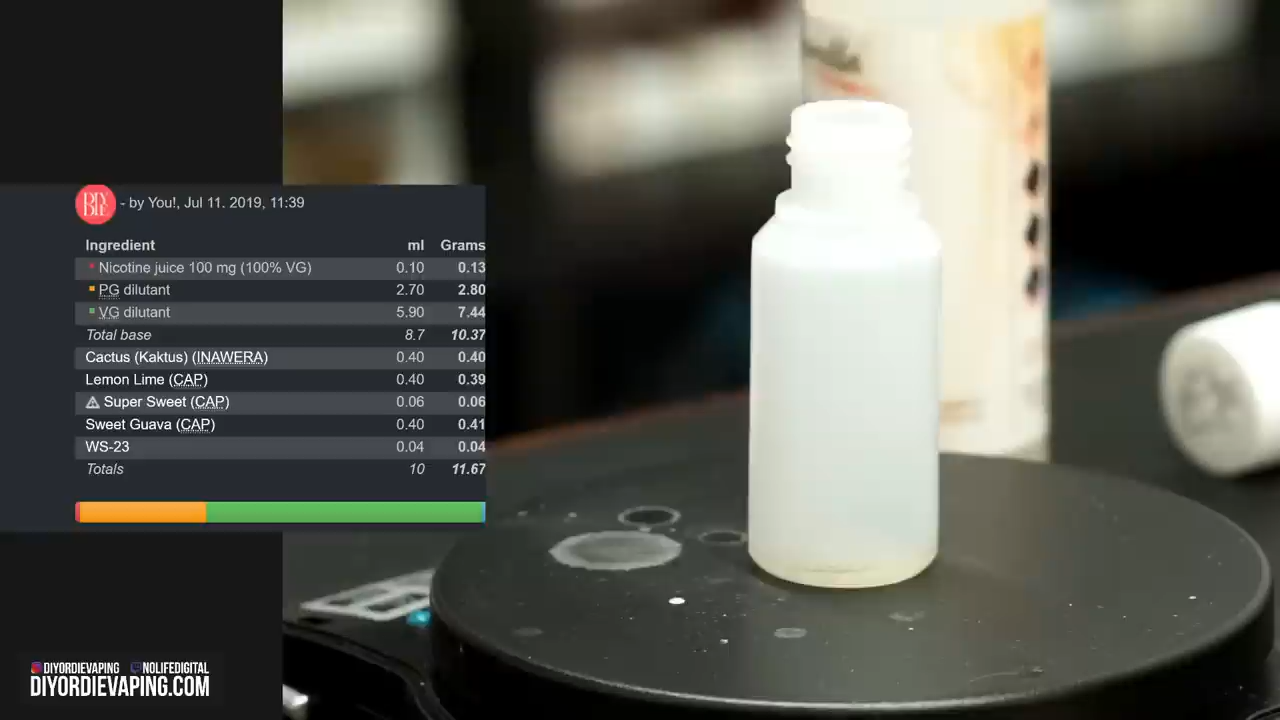 DIY
DIE
- by You!, Jul 11. 2019, 11:39
Ingredient ml Grams
Nicotine juice 100 mg (100% VG) 0.10 0.13
PG dilutant 2.70 2.80
VG dilutant 5.90 7.44
Total base 8.7 10.37
Cactus (Kaktus) (INAWERA) 0.40 0.40
Lemon Lime (CAP) 0.40 0.39
Super Sweet (CAP) 0.06 0.06
Sweet Guava (CAP) 0.40 0.41
WS-23 0.04 0.04
Totals 10 11.67
DIYORDIEVAPING NOLIFEDIGITAL
DIYORDIEVAPING.COM